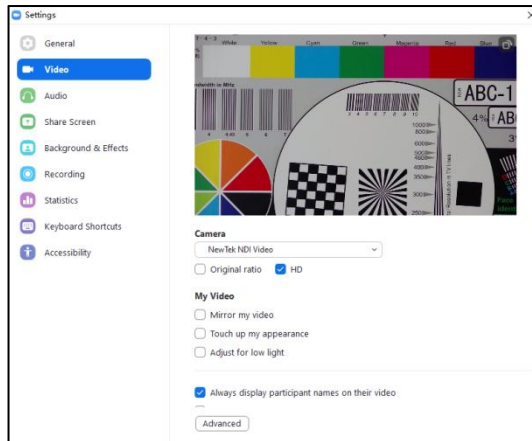 Settings
General
Video
Audio
Share Screen
Background & Effects
Recording
Statistics
Keyboard Shortcuts
Accessibility
White Yellow Cyan Green Magenta Red Blue
ABC-1
4%
Camera
NewTek NDI Video
Original ratio HD
My Video
Mirror my video
Touch up my appearance
Adjust for low light
Always display participant names on their video
Advanced